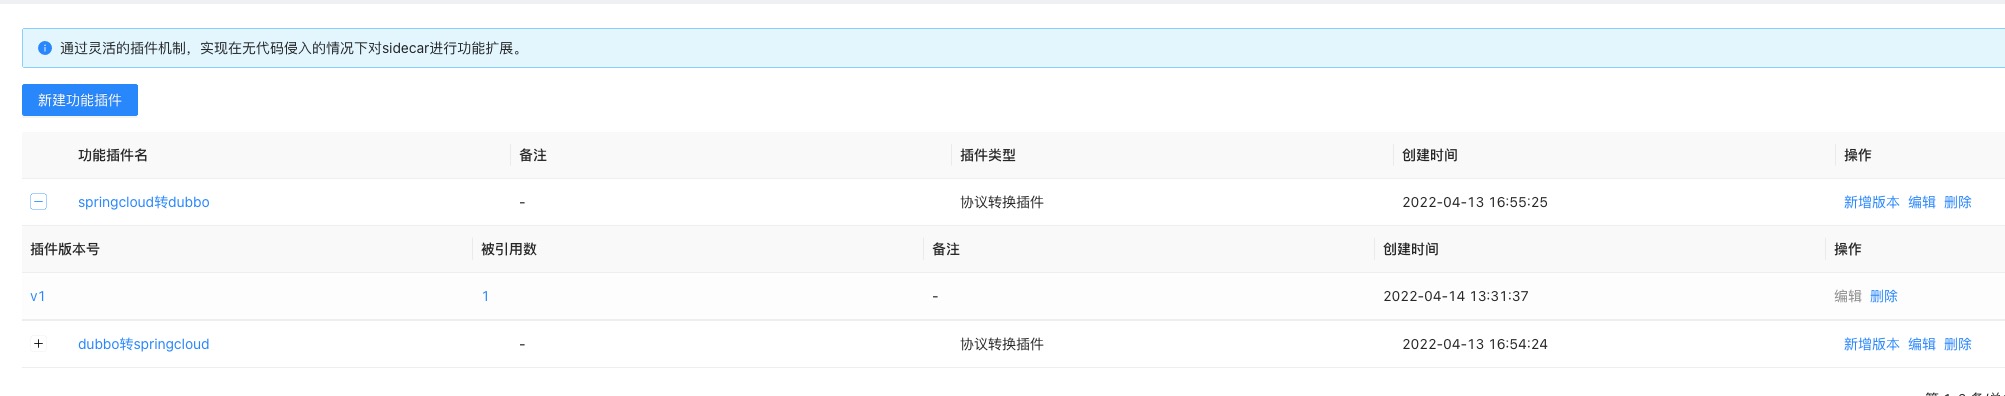 通过灵活的插件机制，实现在无代码侵入的情况下对sidecar进行功能扩展。
新建功能插件
功能插件名 备注 插件类型 创建时间 操作
springcloud转dubbo - 协议转换插件 2022-04-13 16:55:25 新增版本 编辑 删除
插件版本号 被引用数 备注 创建时间 操作
v1 1 - 2022-04-14 13:31:37 编辑 删除
dubbo转springcloud - 协议转换插件 2022-04-13 16:54:24 新增版本 编辑 删除